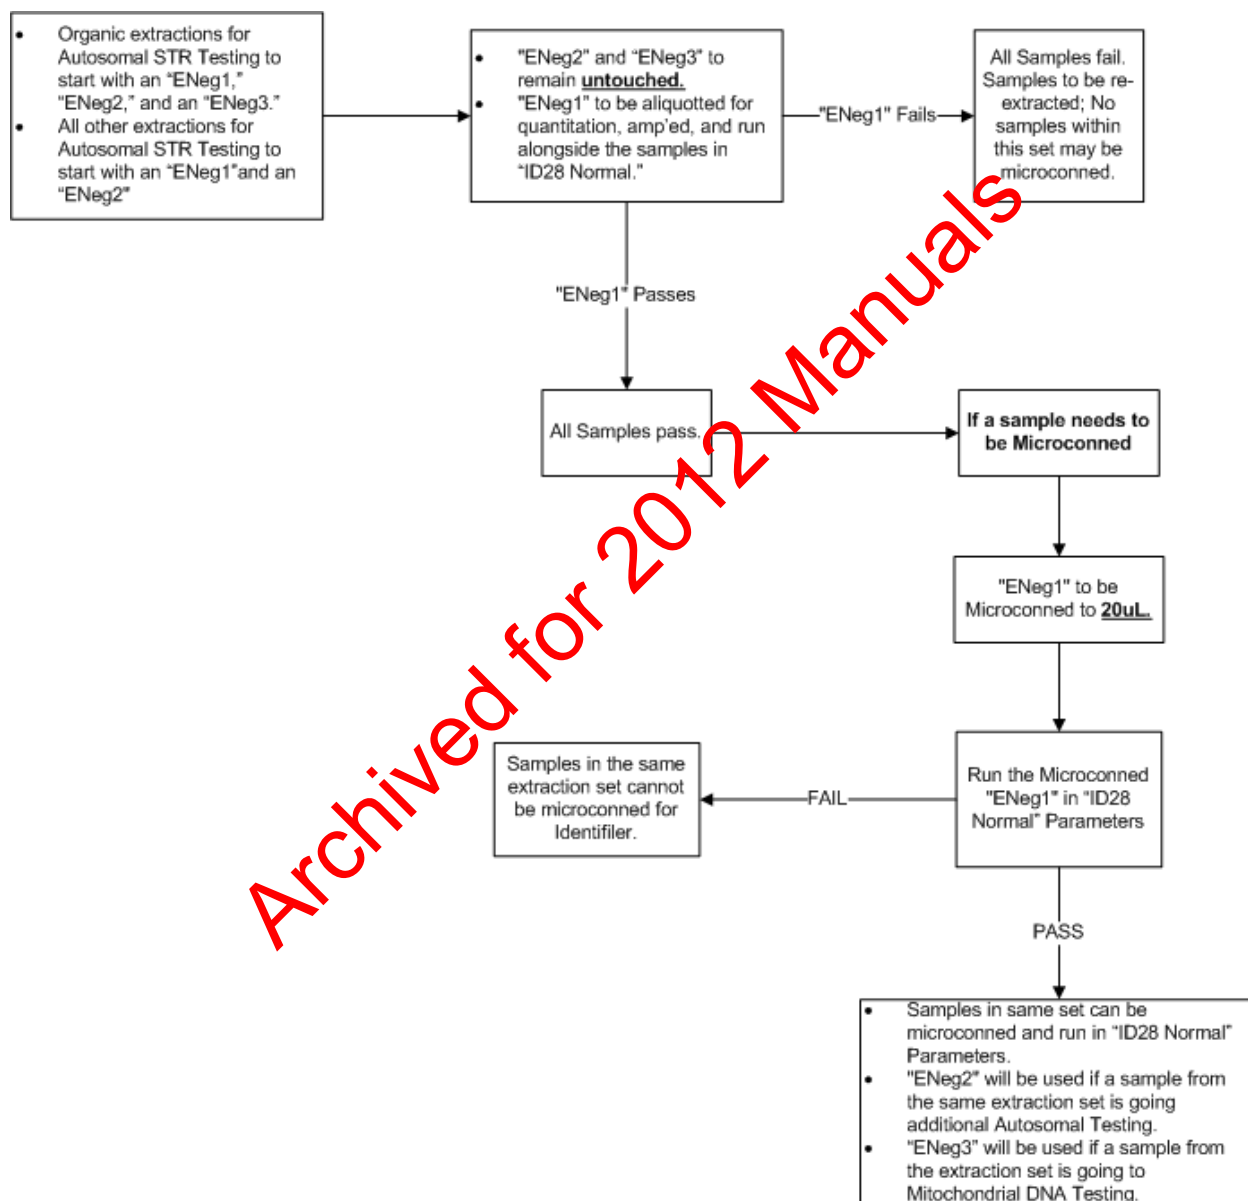 • Organic extractions for
Autosomal STR Testing to
start with an “ENeg1,”
“ENeg2,” and an “ENeg3.”
• All other extractions for
Autosomal STR Testing to
start with an “ENeg1”and an
“ENeg2”
• "ENeg2” and “ENeg3” to
remain untouched.
• "ENeg1” to be aliquotted for
quantitation, amp’ed, and run
alongside the samples in
“ID28 Normal.”
"ENeg1” Fails
All Samples fail.
Samples to be re-
extracted; No
samples within
this set may be
microconned.
"ENeg1” Passes
All Samples pass.
If a sample needs to
be Microconned
"ENeg1” to be
Microconned to 20uL.
Run the Microconned
"ENeg1” in “ID28
Normal” Parameters
FAIL
Samples in the same
extraction set cannot
be microconned for
Identifiler.
PASS
• Samples in same set can be
microconned and run in “ID28 Normal”
Parameters.
• "ENeg2” will be used if a sample from
the same extraction set is going
additional Autosomal Testing.
• “ENeg3” will be used if a sample from
the extraction set is going to
Mitochondrial DNA Testing.
Archived for 2012 Manuals